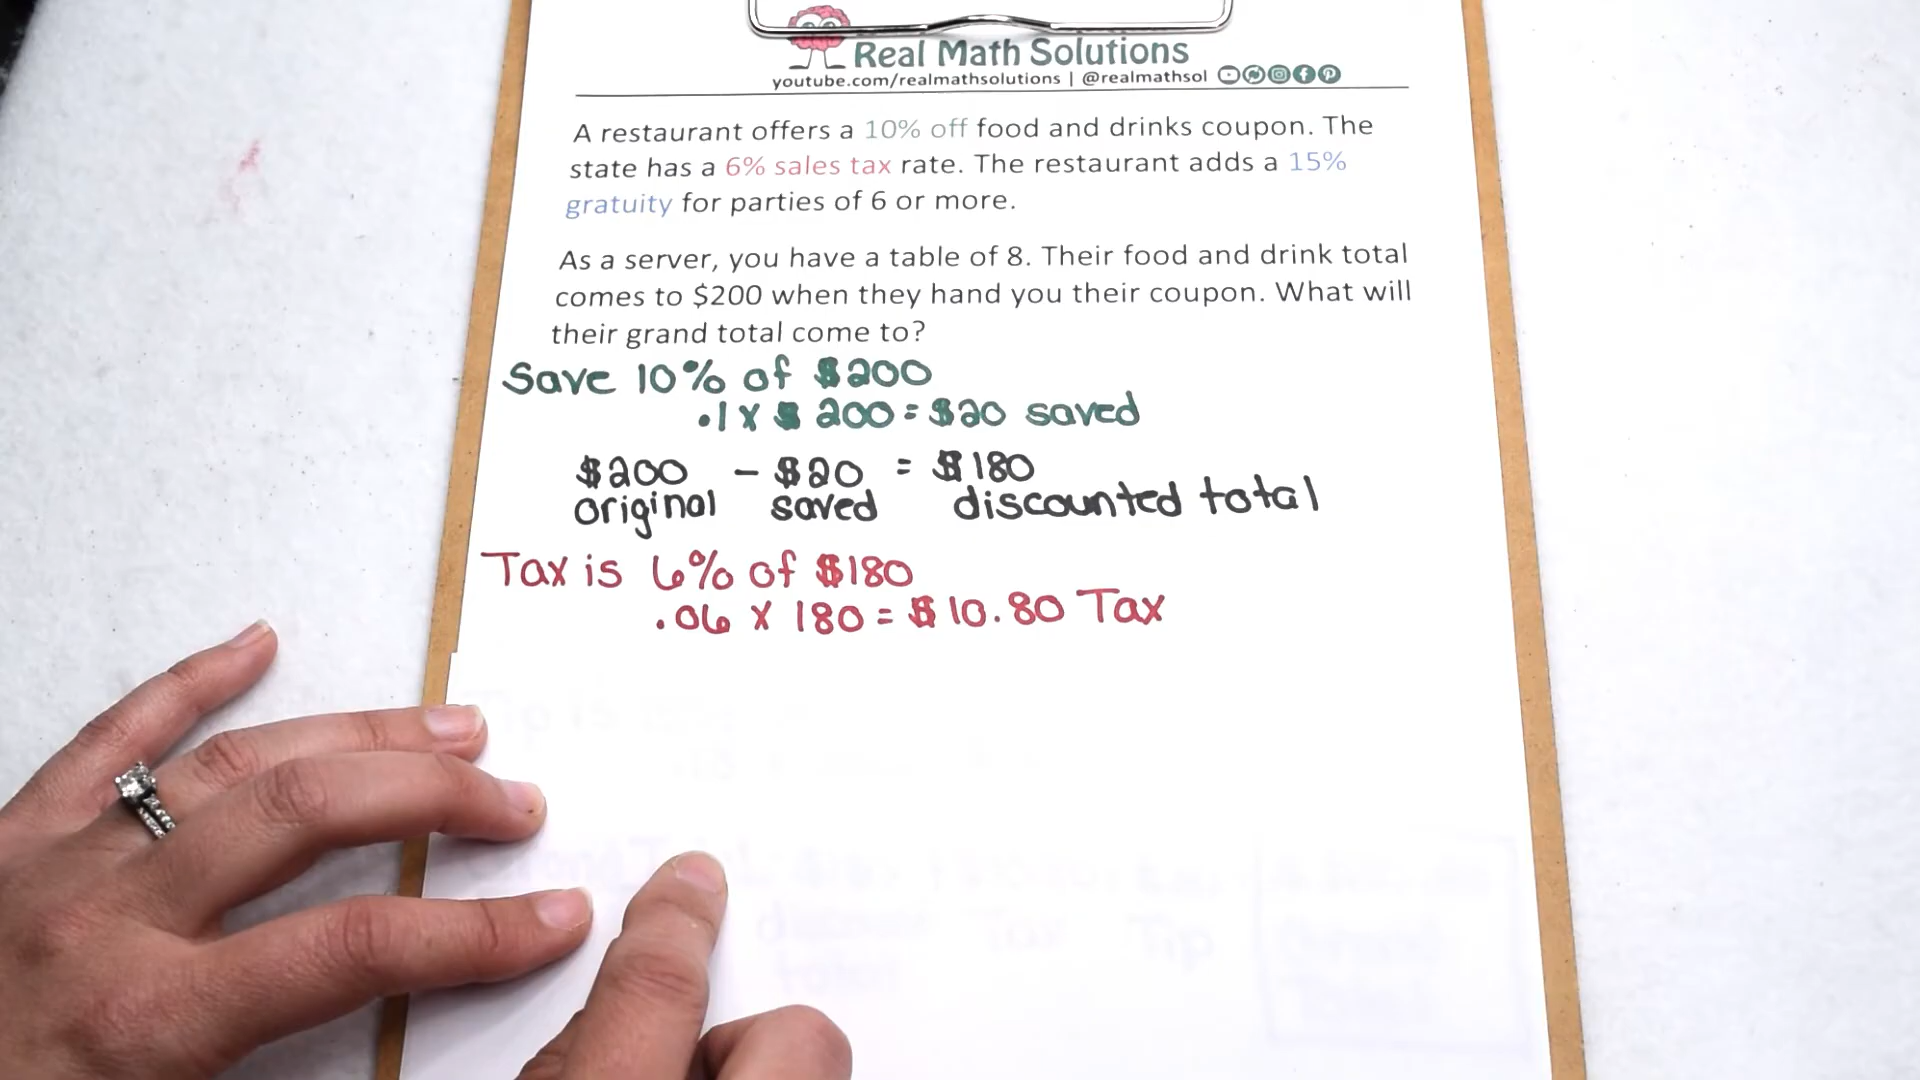 Real Math Solutions
youtube.com/realmathsolutions | @realmathsol
A restaurant offers a 10% off food and drinks coupon. The
state has a 6% sales tax rate. The restaurant adds a 15%
gratuity for parties of 6 or more.
As a server, you have a table of 8. Their food and drink total
comes to $200 when they hand you their coupon. What will
their grand total come to?
Save 10% of $200
.1 x $200 = $20 saved
$200 - $20 = $180
original saved discounted total
Tax is 6% of $180
.06 x 180 = $10.80 Tax
Tip is
Tax Tip